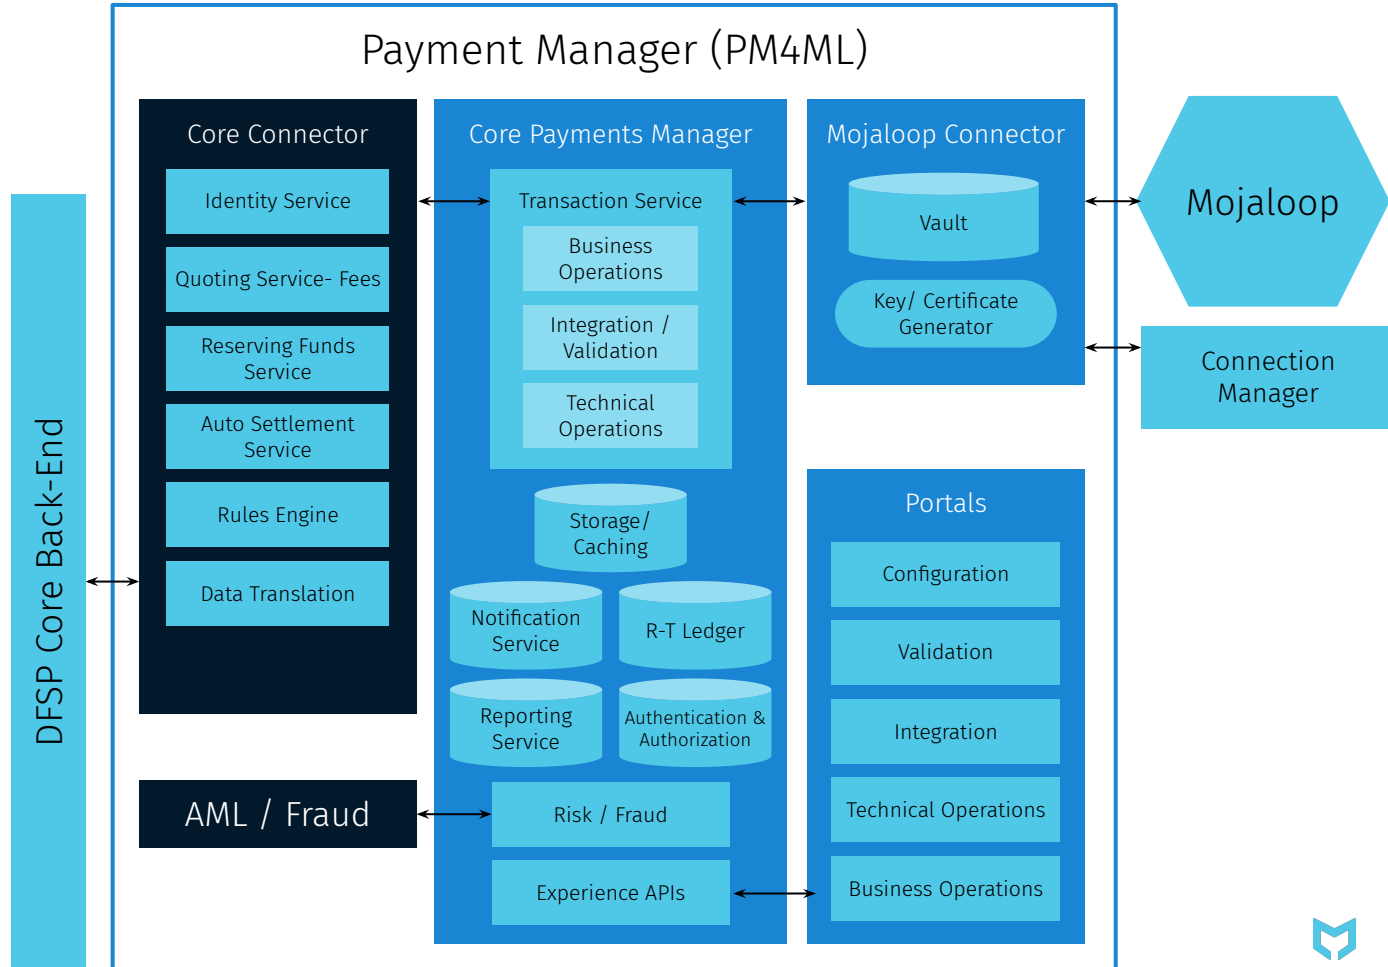 Payment Manager (PM4ML)
Core Connector
Identity Service
Quoting Service- Fees
Reserving Funds
Service
Auto Settlement
Service
Rules Engine
Data Translation
Core Payments Manager
Transaction Service
Business
Operations
Integration /
Validation
Technical
Operations
Storage/
Caching
Notification
Service
R-T Ledger
Reporting
Service
Authentication &
Authorization
Risk / Fraud
Experience APIs
Mojaloop Connector
Vault
Key/ Certificate
Generator
Portals
Configuration
Validation
Integration
Technical Operations
Business Operations
Mojaloop
Connection
Manager
DFSP Core Back-End
AML / Fraud